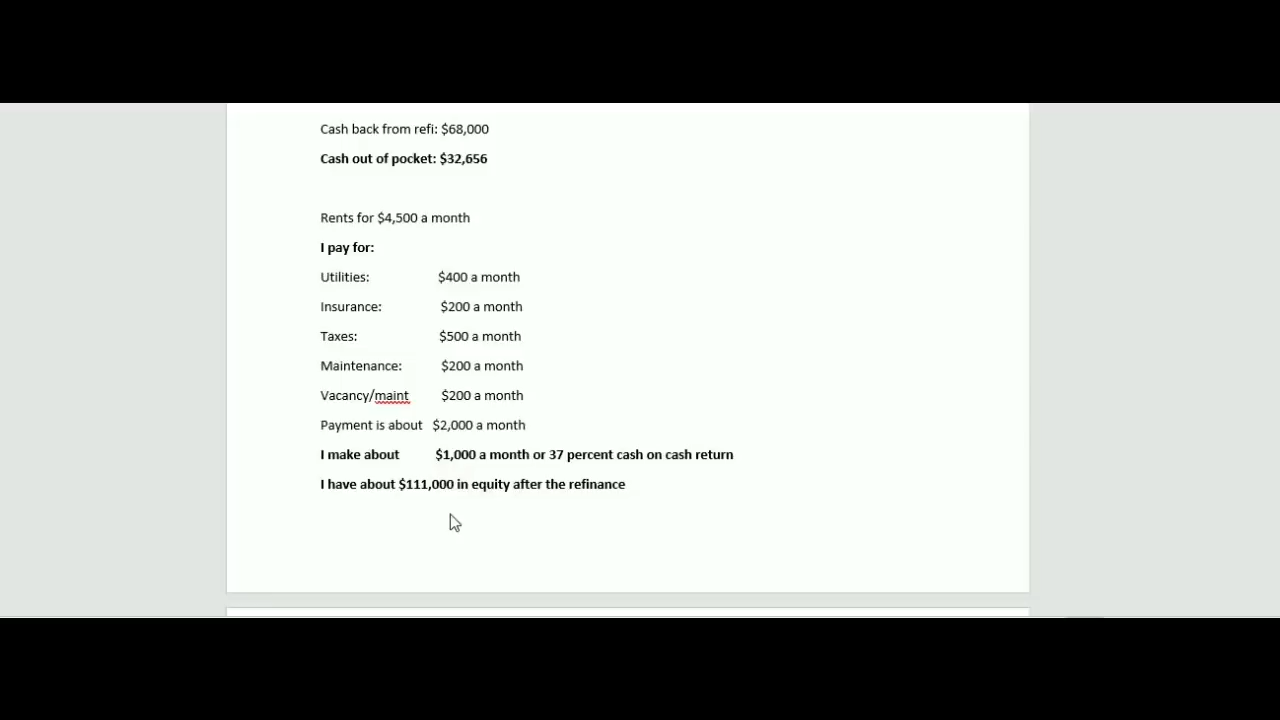 Cash back from refi: $68,000
Cash out of pocket: $32,656
Rents for $4,500 a month
I pay for:
Utilities: $400 a month
Insurance: $200 a month
Taxes: $500 a month
Maintenance: $200 a month
Vacancy/maint $200 a month
Payment is about $2,000 a month
I make about $1,000 a month or 37 percent cash on cash return
I have about $111,000 in equity after the refinance